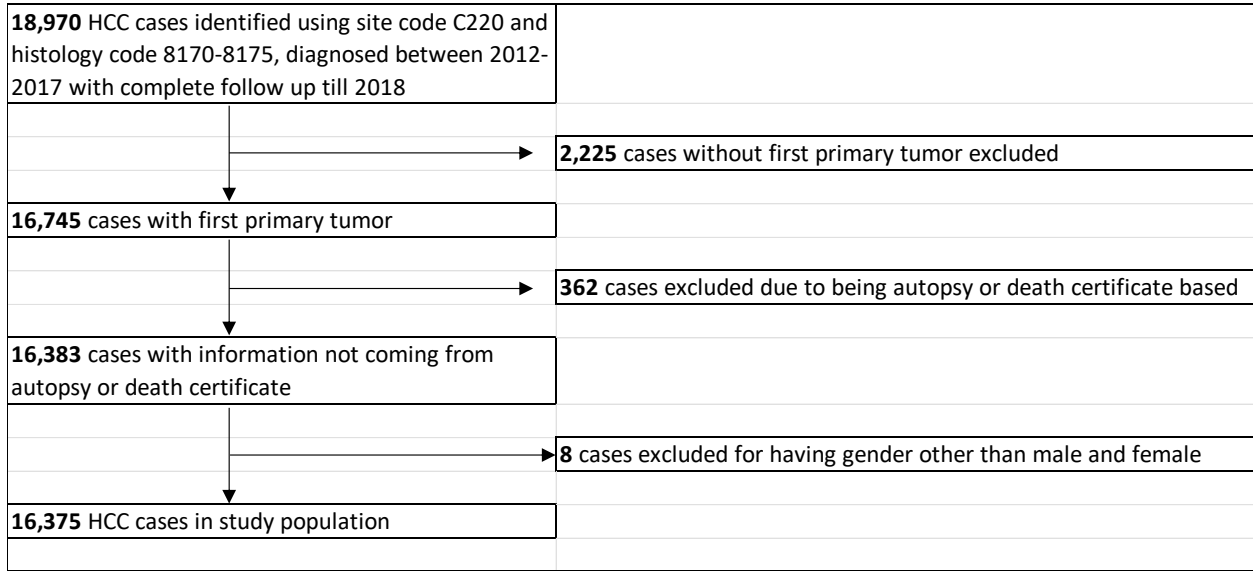 18,970 HCC cases identified using site code C220 and
histology code 8170-8175, diagnosed between 2012-
2017 with complete follow up till 2018
2,225 cases without first primary tumor excluded
16,745 cases with first primary tumor
362 cases excluded due to being autopsy or death certificate based
16,383 cases with information not coming from
autopsy or death certificate
8 cases excluded for having gender other than male and female
16,375 HCC cases in study population